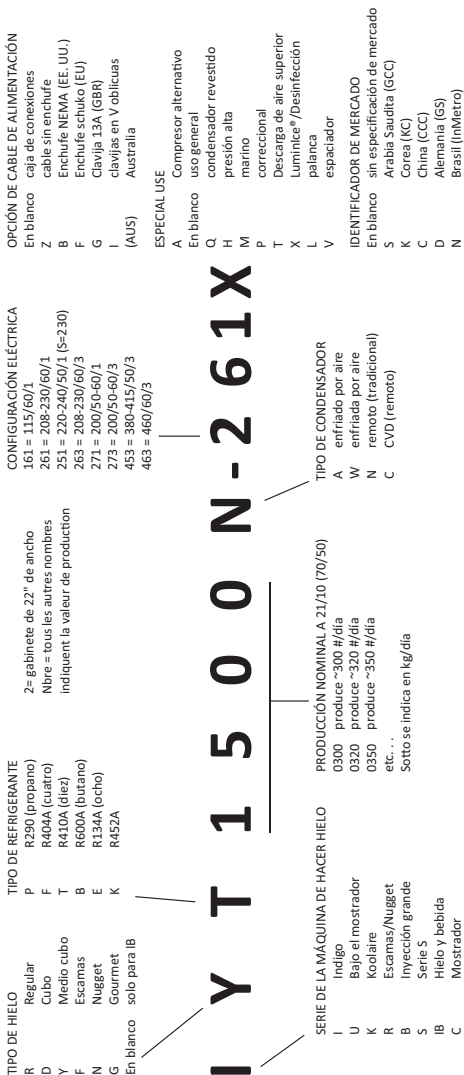 TIPO DE HIELO
R Regular
D Cubo
Y Medio cubo
F Escamas
N Nugget
G Gourmet
En blanco solo para IB
TIPO DE REFRIGERANTE
P R290 (propano)
F R404A (cuatro)
T R410A (diez)
B R600A (butano)
E R134A (ocho)
K R452A
2= gabinete de 22" de ancho
Nbre = tous les autres nombres
indiquent la valeur de production
CONFIGURACIÓN ELÉCTRICA
161 = 115/60/1
261 = 208-230/60/1
251 = 220-240/50/1 (S=230)
263 = 208-230/60/3
271 = 200/50-60/1
273 = 200/50-60/3
453 = 380-415/50/3
463 = 460/60/3
OPCIÓN DE CABLE DE ALIMENTACIÓN
En blanco caja de conexiones
Z cable sin enchufe
B Enchufe NEMA (EE. UU.)
F Enchufe schuko (EU)
G Clavija 13A (GBR)
I clavijas en V oblicuas
(AUS) Australia
ESPECIAL USE
A Compresor alternativo
En blanco uso general
Q condensador revestido
H presión alta
M marino
P correccional
T Descarga de aire superior
X Luminice®/Desinfección
L palanca
V espaciador
IDENTIFICADOR DE MERCADO
En blanco sin especificación de mercado
S Arabia Saudita (GCC)
K Corea (KC)
C China (CCC)
D Alemania (GS)
N Brasil (InMetro)
I Y T 1 5 0 0 N - 2 6 1 X
SERIE DE LA MÁQUINA DE HACER HIELO
I Indigo
U Bajo el mostrador
K Koolaire
R Escamas/Nugget
B Inyección grande
S Serie S
IB Hielo y bebida
C Mostrador
PRODUCCIÓN NOMINAL A 21/10 (70/50)
0300 produce ~300 #/día
0320 produce ~320 #/día
0350 produce ~350 #/día
etc. . .
Sotto se indica en kg/día
TIPO DE CONDENSADOR
A enfriado por aire
W enfriada por aire
N remoto (tradicional)
C CVD (remoto)